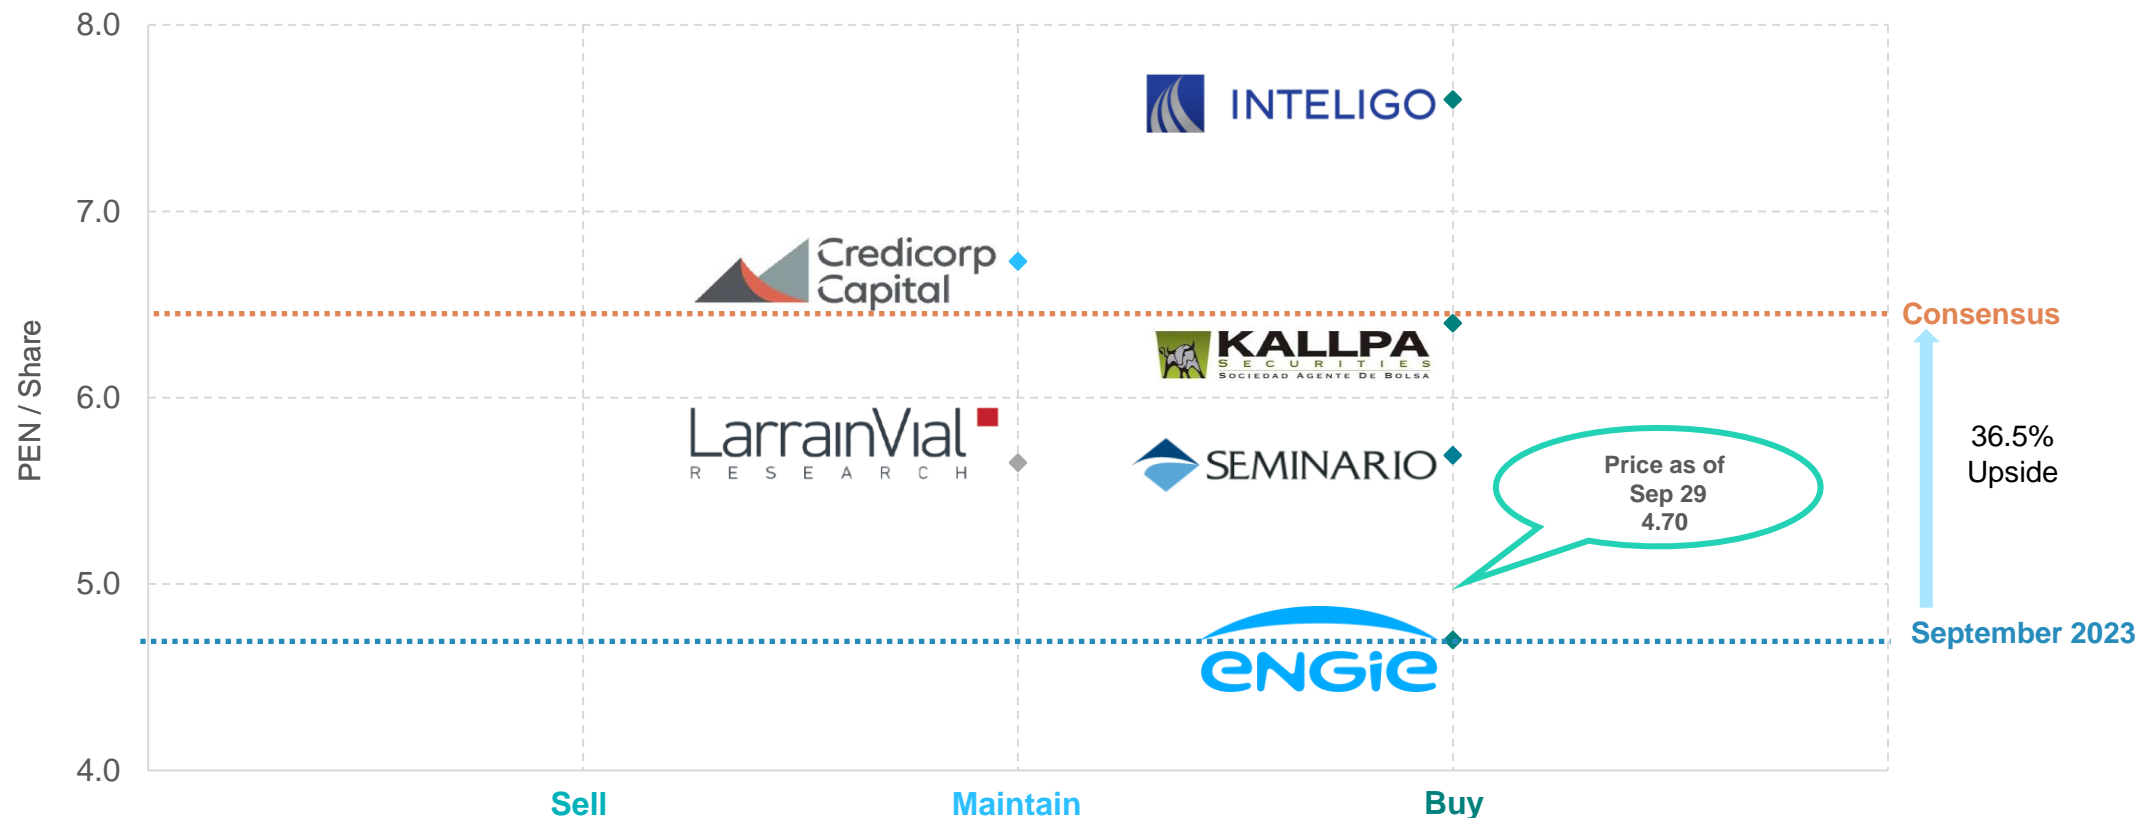 8.0
INTELIGO
7.0
Credicorp
Capital
Consensus
KALLPA
SECURITIES
SOCIEDAD AGENTE DE BOLSA
PEN / Share
6.0
LarrainVial
RESEARCH
SEMINARIO
36.5%
Upside
Price as of
Sep 29
4.70
5.0
September 2023
ENGIE
4.0
Sell
Maintain
Buy